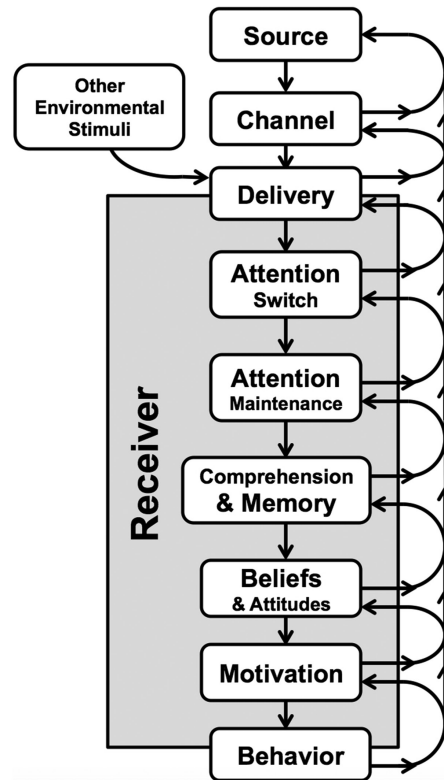 Source
Other
Environmental
Stimuli
Channel
Delivery
Attention
Switch
Attention
Maintenance
Receiver
Comprehension
& Memory
Beliefs
& Attitudes
Motivation
Behavior